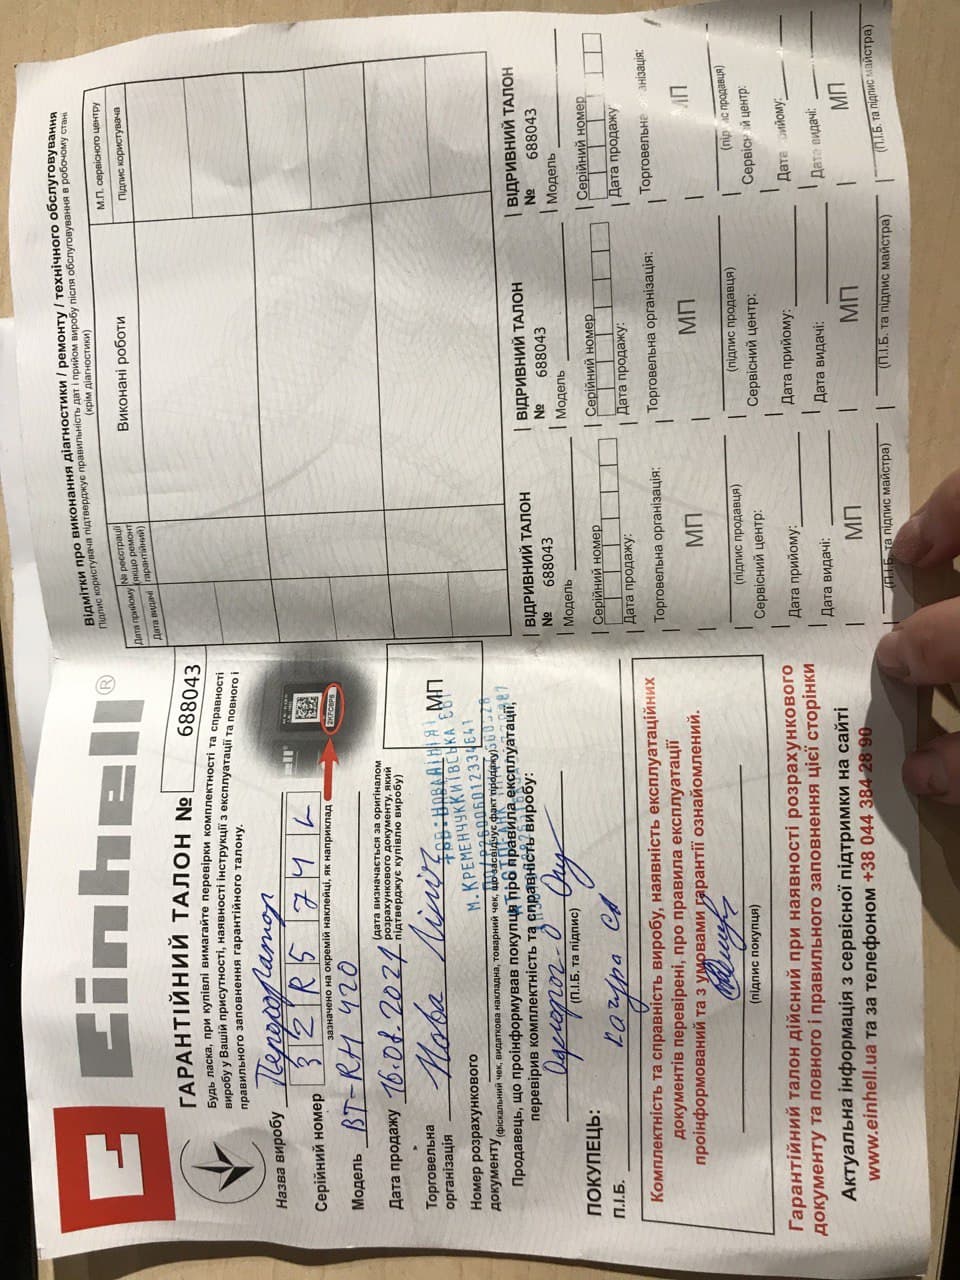 Einhell®
ГАРАНТІЙНИЙ ТАЛОН № 688043
Будь ласка, при купівлі вимагайте перевірки комплектності та справності
виробу у Вашій присутності, наявності інструкції з експлуатації та повного і
правильного заповнення гарантійного талону.
Назва виробу Перфоратор
Серійний номер 3 2 R 5 7 4 L
зазначено на окремій наклейці, як наприклад
Модель BT-RH 420
Дата продажу 16.08.2021 (дата визначається за оригіналом
розрахункового документу, який
підтверджує купівлю виробу)
Торговельна
організація Нова Лінія
МП
Номер розрахункового
документу (фіскальний чек, видаткова накладна, товарний чек, що засвідчує факт продажу)
Продавець, що проінформував покупця про правила експлуатації,
перевірив комплектність та справність виробу:
(П.І.Б. та підпис)
ПОКУПЕЦЬ:
П.І.Б.
Комплектність та справність виробу, наявність експлуатаційних
документів перевірені, про правила експлуатації
проінформований та з умовами гарантії ознайомлений.
(підпис покупця)
Гарантійний талон дійсний при наявності розрахункового
документу та повного і правильного заповнення цієї сторінки
Актуальна інформація з сервісної підтримки на сайті
www.einhell.ua та за телефоном +38 044 384 28 90
Відмітки про виконання діагностики / ремонту / технічного обслуговування
Підпис користувача підтверджує правильність дат і прийом виробу після обслуговування в робочому стані
(крім діагностики)
Дата прийому
Дата видачі
№ реєстрації
(якщо ремонт
гарантійний)
Виконані роботи
М.П. сервісного центру
Підпис користувача
ВІДРИВНИЙ ТАЛОН
№ 688043
Модель
Серійний номер
Дата продажу:
Торговельна організація:
МП
(підпис продавця)
Сервісний центр:
Дата прийому:
Дата видачі:
МП
(П.І.Б. та підпис майстра)
ВІДРИВНИЙ ТАЛОН
№ 688043
Модель
Серійний номер
Дата продажу:
Торговельна організація:
МП
(підпис продавця)
Сервісний центр:
Дата прийому:
Дата видачі:
МП
(П.І.Б. та підпис майстра)
ВІДРИВНИЙ ТАЛОН
№ 688043
Модель
Серійний номер
Дата продажу:
Торговельна організація:
МП
(підпис продавця)
Сервісний центр:
Дата прийому:
Дата видачі:
МП
(П.І.Б. та підпис майстра)